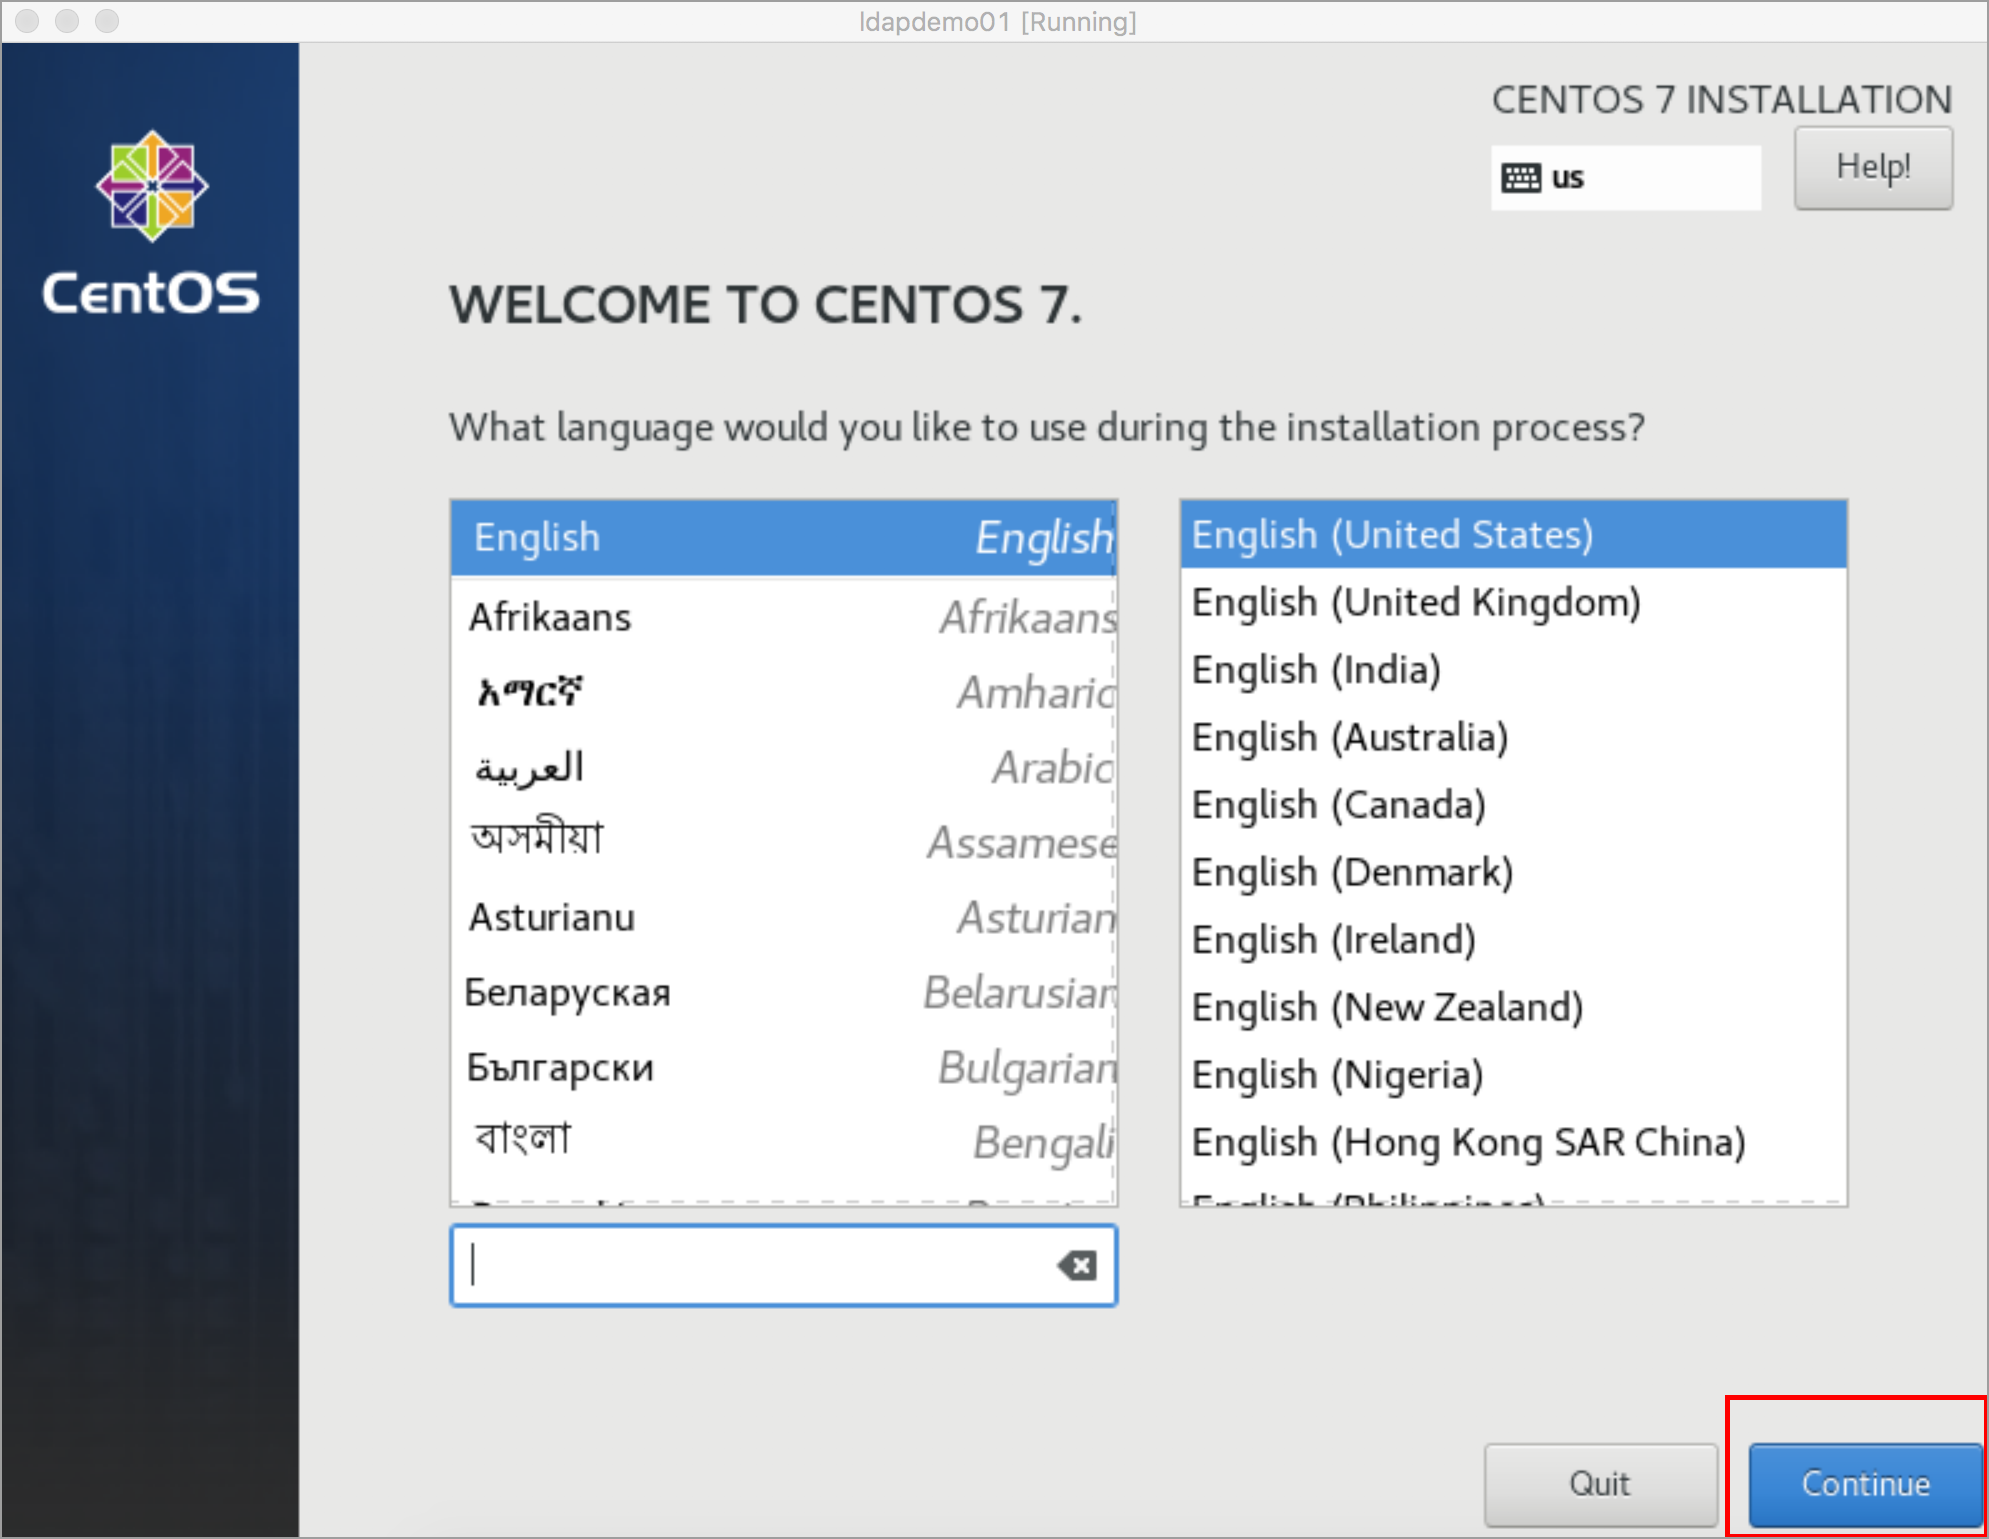 ldapdemo01 [Running]
CentOS
CENTOS 7 INSTALLATION
us
Help!
WELCOME TO CENTOS 7.
What language would you like to use during the installation process?
English English
Afrikaans Afrikaans
አማርኛ Amharic
العربية Arabic
অসমীয়া Assamese
Asturianu Asturian
Беларуская Belarusian
Български Bulgarian
বাংলা Bengali
English (United States)
English (United Kingdom)
English (India)
English (Australia)
English (Canada)
English (Denmark)
English (Ireland)
English (New Zealand)
English (Nigeria)
English (Hong Kong SAR China)
English (Philippines)
Quit
Continue